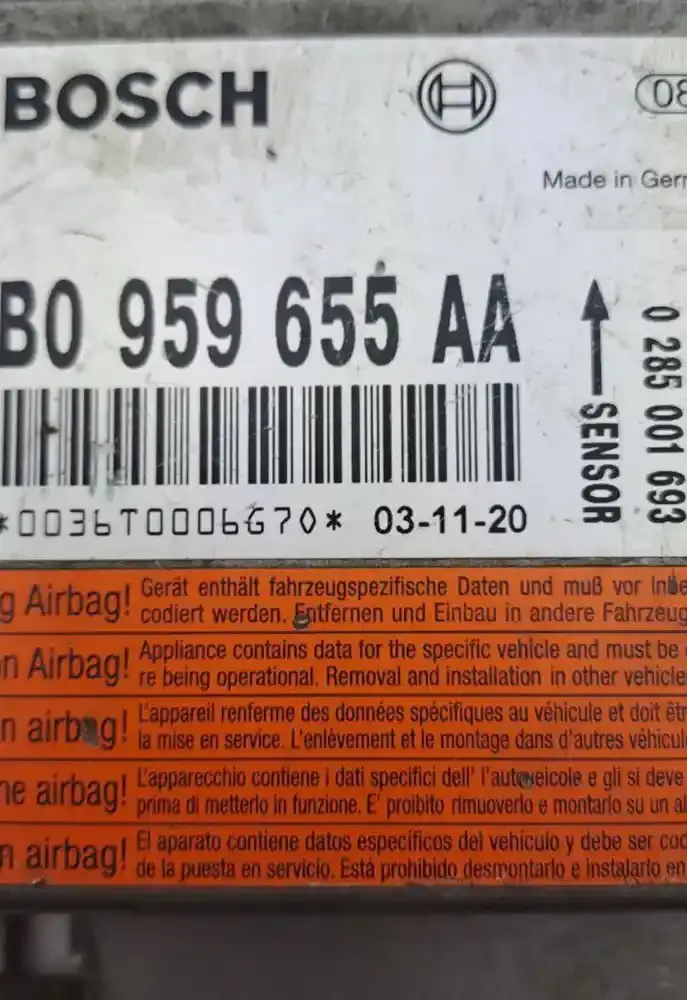 BOSCH
08
Made in Germ
B0 959 655 AA
SENSOR
0 285 001 693
*0036T0006G70* 03-11-20
g Airbag!
Gerät enthält fahrzeugspezifische Daten und muß vor Inbe
codiert werden. Entfernen und Einbau in andere Fahrzeug
n Airbag!
Appliance contains data for the specific vehicle and must be
re being operational. Removal and installation in other vehicle
n airbag!
L'appareil renferme des données spécifiques au véhicule et doit êtr
la mise en service. L'enlèvement et le montage dans d'autres véhicul
ne airbag!
L'apparecchio contiene i dati specifici dell' l'autoveicole e gli si deve
prima di metterlo in funzione. E' proibito rimuoverlo e montarlo su un al
n airbag!
El aparato contiene datos especificos del vehiculo y debe ser cod
de la puesta en servicio. Está prohibido desmontarlo e instalarlo en